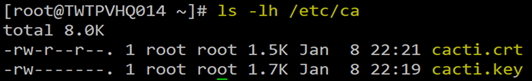 [root@TWTPVHQ014 ~]# ls -lh /etc/ca
total 8.0K
-rw-r--r--. 1 root root 1.5K Jan  8 22:21 cacti.crt
-rw-------. 1 root root 1.7K Jan  8 22:19 cacti.key